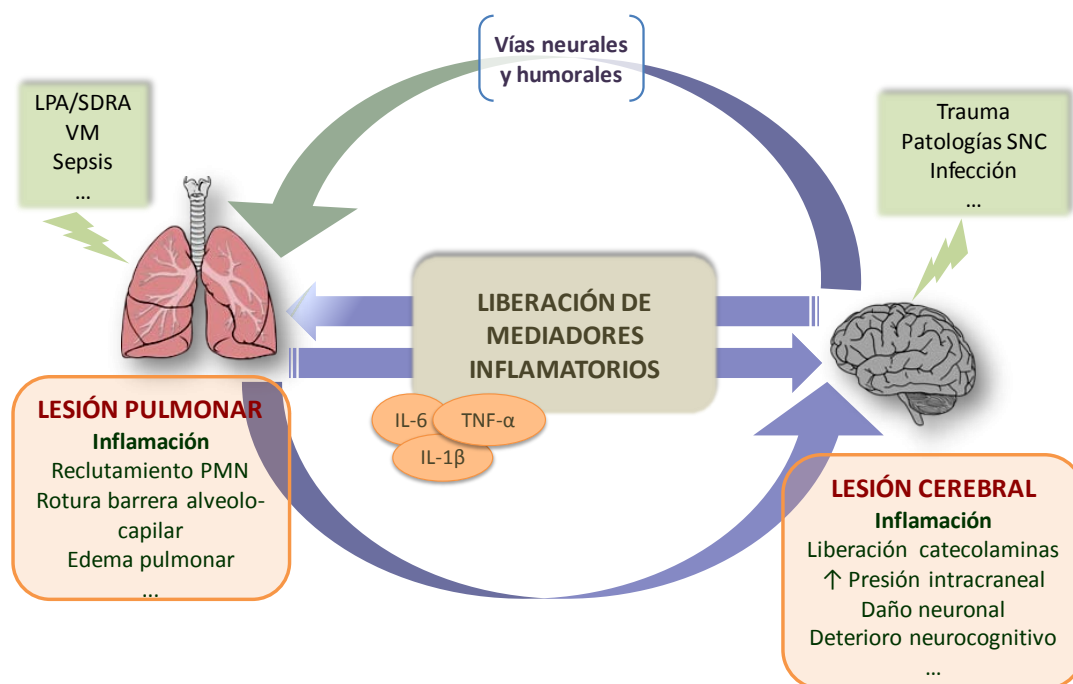 Vías neurales
y humorales
LPA/SDRA
VM
Sepsis
...
Trauma
Patologías SNC
Infección
...
LIBERACIÓN DE
MEDIADORES
INFLAMATORIOS
IL-6
TNF-α
IL-1β
LESIÓN PULMONAR
Inflamación
Reclutamiento PMN
Rotura barrera alveolo-
capilar
Edema pulmonar
...
LESIÓN CEREBRAL
Inflamación
Liberación catecolaminas
↑ Presión intracraneal
Daño neuronal
Deterioro neurocognitivo
...